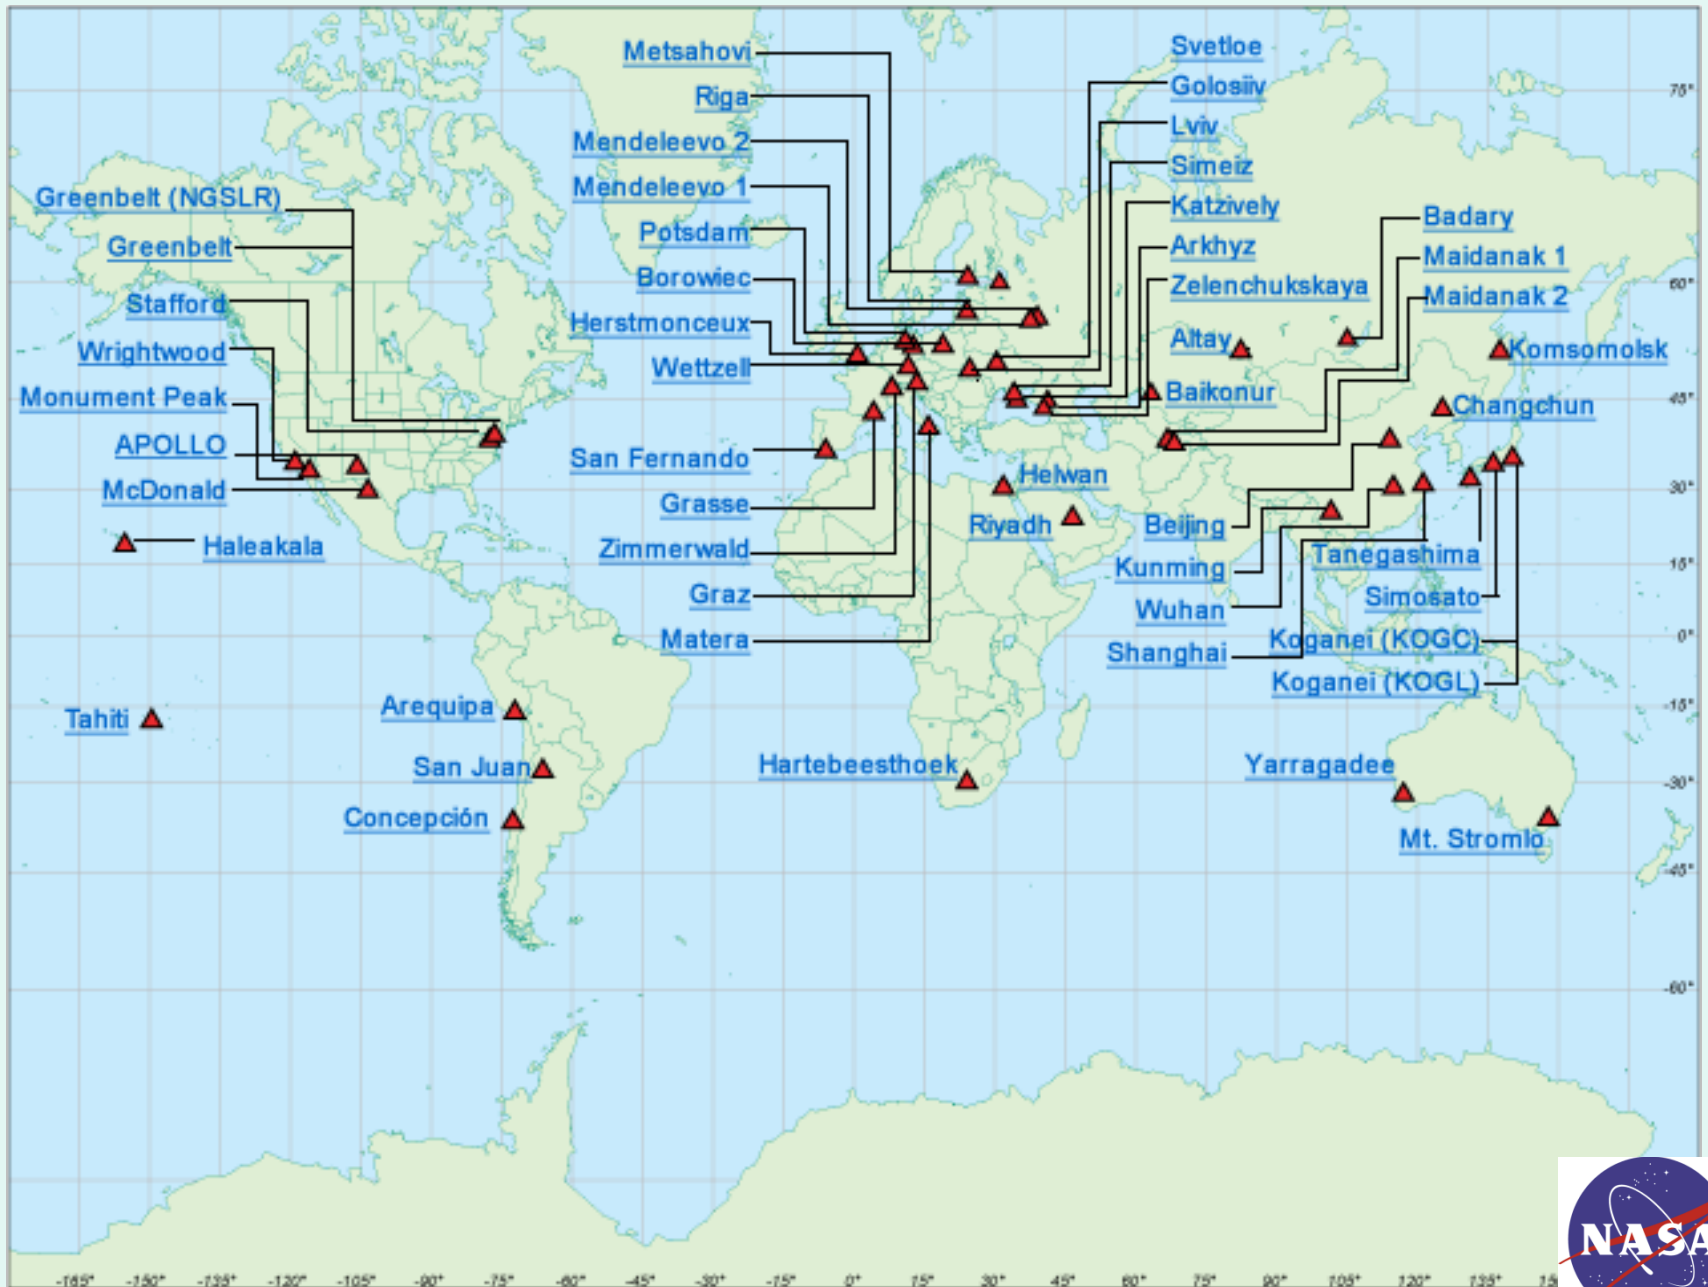 Metsahovi
Riga
Mendeleevo 2
Mendeleevo 1
Potsdam
Borowiec
Herstmonceux
Wettzell
San Fernando
Grasse
Zimmerwald
Graz
Matera
Greenbelt (NGSLR)
Greenbelt
Stafford
Wrightwood
Monument Peak
APOLLO
McDonald
Haleakala
Tahiti
Arequipa
San Juan
Concepción
Hartebeesthoek
Svetloe
Golosiiv
Lviv
Simeiz
Katzively
Arkhyz
Zelenchukskaya
Altay
Baikonur
Helwan
Riyadh
Badary
Maidanak 1
Maidanak 2
Komsomolsk
Changchun
Beijing
Kunming
Wuhan
Shanghai
Tanegashima
Simosato
Koganei (KOGC)
Koganei (KOGL)
Yarragadee
Mt. Stromlo
75°
60°
45°
30°
15°
0°
-15°
-30°
-45°
-60°
-165° -150° -135° -120° -105° -90° -75° -60° -45° -30° -15° 0° 15° 30° 45° 60° 75° 90° 105° 120° 135°
NASA